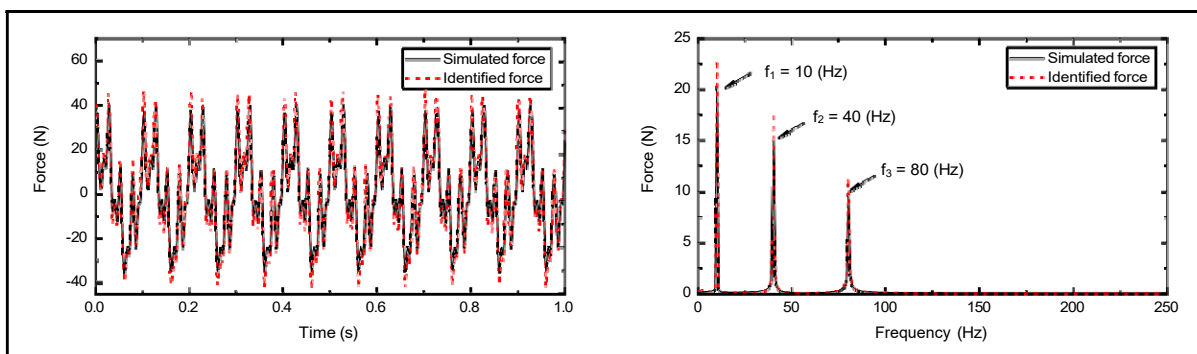 60
40
20
0
-20
-40
Force (N)
Simulated force
Identified force
0.0 0.2 0.4 0.6 0.8 1.0
Time (s)
25
20
15
10
5
0
Force (N)
Simulated force
Identified force
f₁ = 10 (Hz)
f₂ = 40 (Hz)
f₃ = 80 (Hz)
0 50 100 150 200 250
Frequency (Hz)